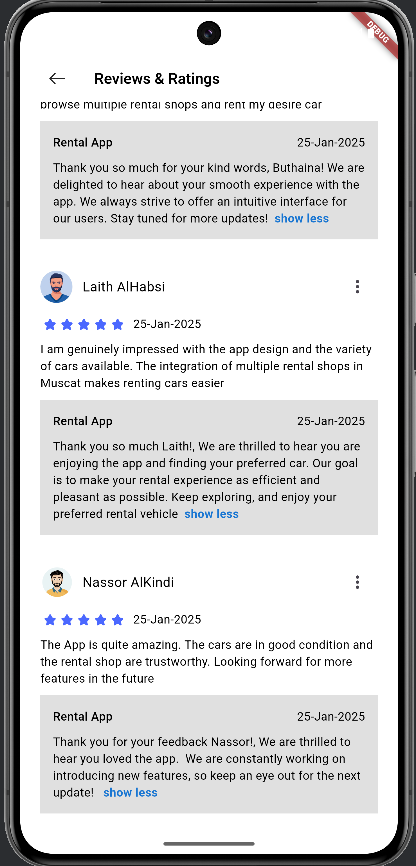 DEBUG
Reviews & Ratings
browse multiple rental shops and rent my desire car
Rental App 25-Jan-2025
Thank you so much for your kind words, Buthaina! We are
delighted to hear about your smooth experience with the
app. We always strive to offer an intuitive interface for
our users. Stay tuned for more updates! show less
Laith AlHabsi
25-Jan-2025
I am genuinely impressed with the app design and the variety
of cars available. The integration of multiple rental shops in
Muscat makes renting cars easier
Rental App 25-Jan-2025
Thank you so much Laith!, We are thrilled to hear you are
enjoying the app and finding your preferred car. Our goal
is to make your rental experience as efficient and
pleasant as possible. Keep exploring, and enjoy your
preferred rental vehicle show less
Nassor AlKindi
25-Jan-2025
The App is quite amazing. The cars are in good condition and
the rental shop are trustworthy. Looking forward for more
features in the future
Rental App 25-Jan-2025
Thank you for your feedback Nassor!, We are thrilled to
hear you loved the app. We are constantly working on
introducing new features, so keep an eye out for the next
update! show less